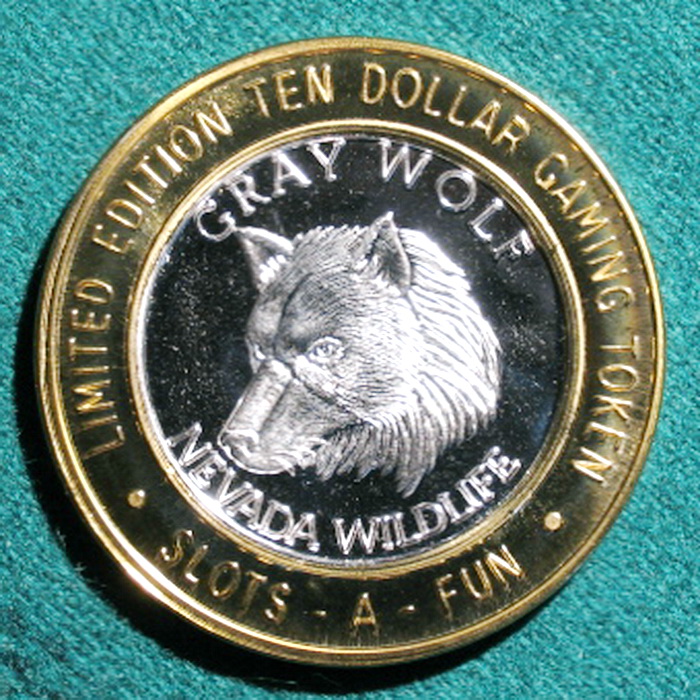 LIMITED EDITION TEN DOLLAR GAMING TOKEN
GRAY WOLF
NEVADA WILDLIFE
• SLOTS - A - FUN •